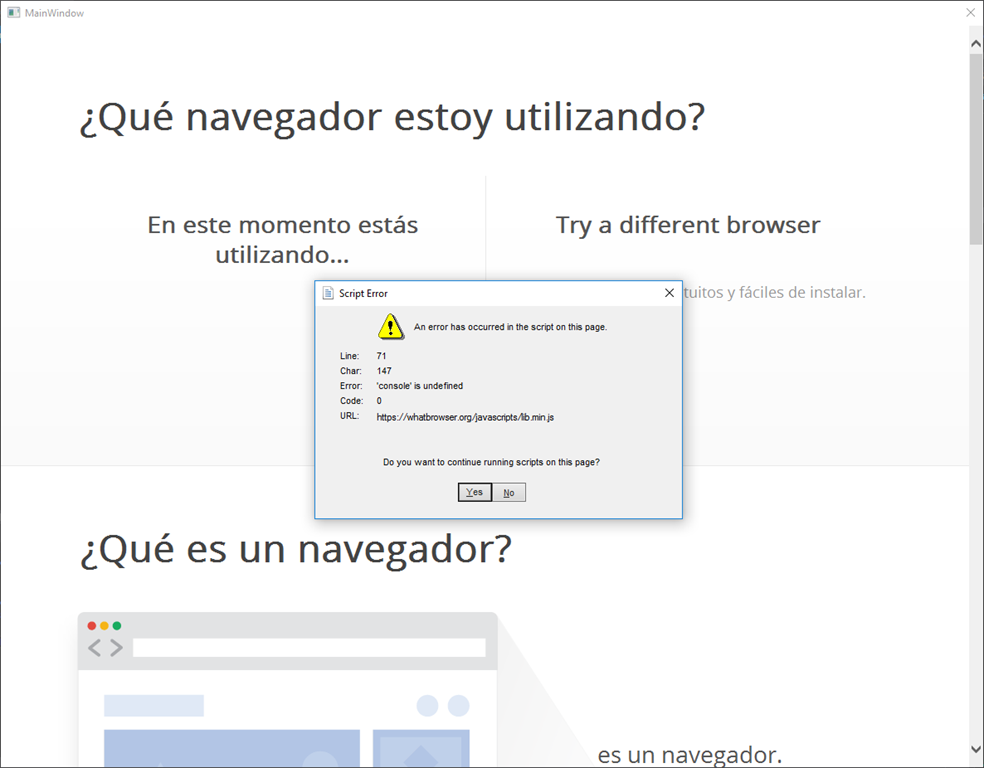 MainWindow
¿Qué navegador estoy utilizando?
En este momento estás
utilizando...
Try a different browser
tuitos y fáciles de instalar.
Script Error
An error has occurred in the script on this page.
Line: 71
Char: 147
Error: 'console' is undefined
Code: 0
URL: https://whatbrowser.org/javascripts/lib.min.js
Do you want to continue running scripts on this page?
Yes No
¿Qué es un navegador?
es un navegador.